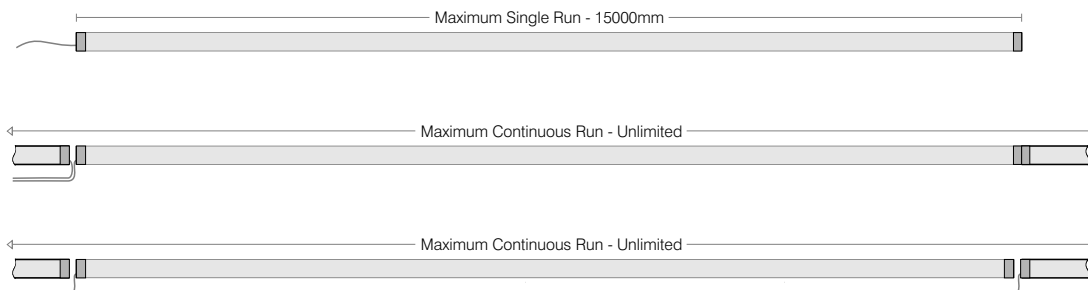 Maximum Single Run - 15000mm
Maximum Continuous Run - Unlimited
Maximum Continuous Run - Unlimited